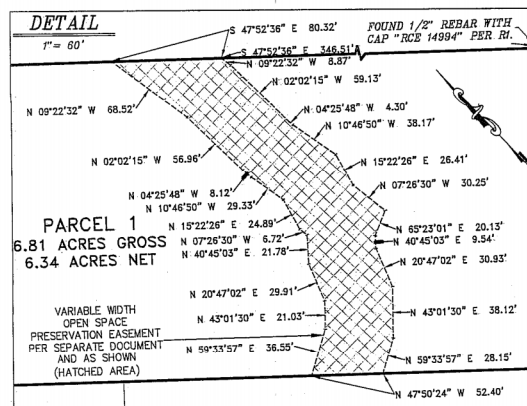 DETAIL
1"= 60'
S 47°52'36" E 80.32'
FOUND 1/2" REBAR WITH
CAP "RCE 14994" PER R1.
S 47°52'36" E 346.51'
N 09°22'32" W 8.87'
N 02°02'15" W 59.13'
N 09°22'32" W 68.52'
N 04°25'48" W 4.30'
N 10°46'50" W 38.17'
N 02°02'15" W 56.96'
N 15°22'26" E 26.41'
N 07°26'30" W 30.25'
N 04°25'48" W 8.12'
N 10°46'50" W 29.33'
PARCEL 1
6.81 ACRES GROSS
6.34 ACRES NET
N 15°22'26" E 24.89'
N 07°26'30" W 6.72'
N 40°45'03" E 21.78'
N 65°23'01" E 20.13'
N 40°45'03" E 9.54'
N 20°47'02" E 30.93'
N 20°47'02" E 29.91'
N 43°01'30" E 21.03'
N 43°01'30" E 38.12'
VARIABLE WIDTH
OPEN SPACE
PRESERVATION EASEMENT
PER SEPARATE DOCUMENT
AND AS SHOWN
(HATCHED AREA)
N 59°33'57" E 36.55'
N 59°33'57" E 28.15'
N 47°50'24" W 52.40'